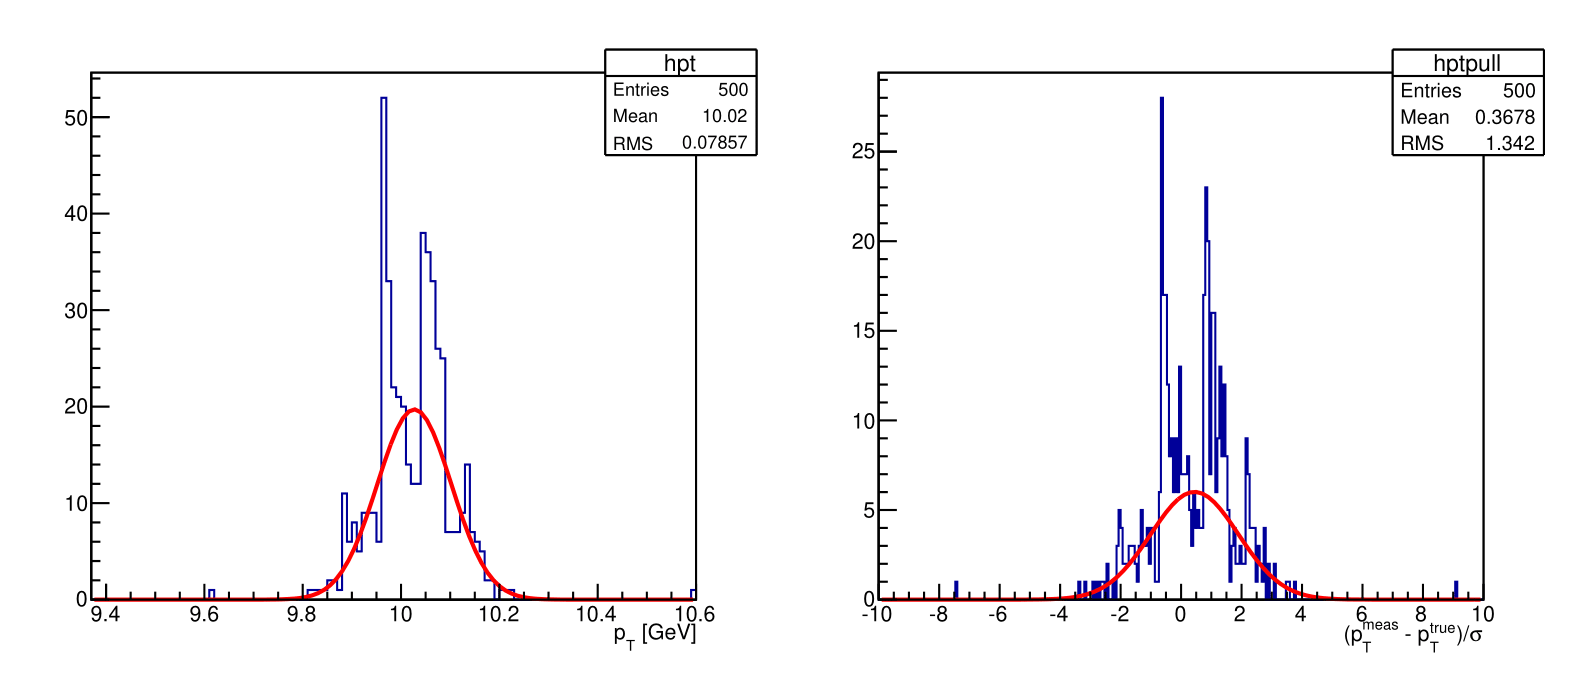 hpt
Entries 500
Mean 10.02
RMS 0.07857
50
40
30
20
10
0
9.4 9.6 9.8 10 10.2 10.4 10.6
p_T [GeV]
hptpull
Entries 500
Mean 0.3678
RMS 1.342
25
20
15
10
5
0
-10 -8 -6 -4 -2 0 2 4 6 8 10
(p_T^meas - p_T^true)/σ